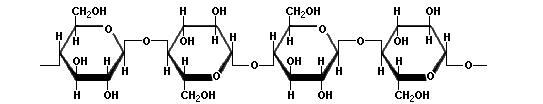 CH₂OH H OH CH₂OH H OH
H O O H H H O O H H
H OH H H OH H H
OH H H H OH H H H
H H O O H H O O
H OH CH₂OH H OH CH₂OH